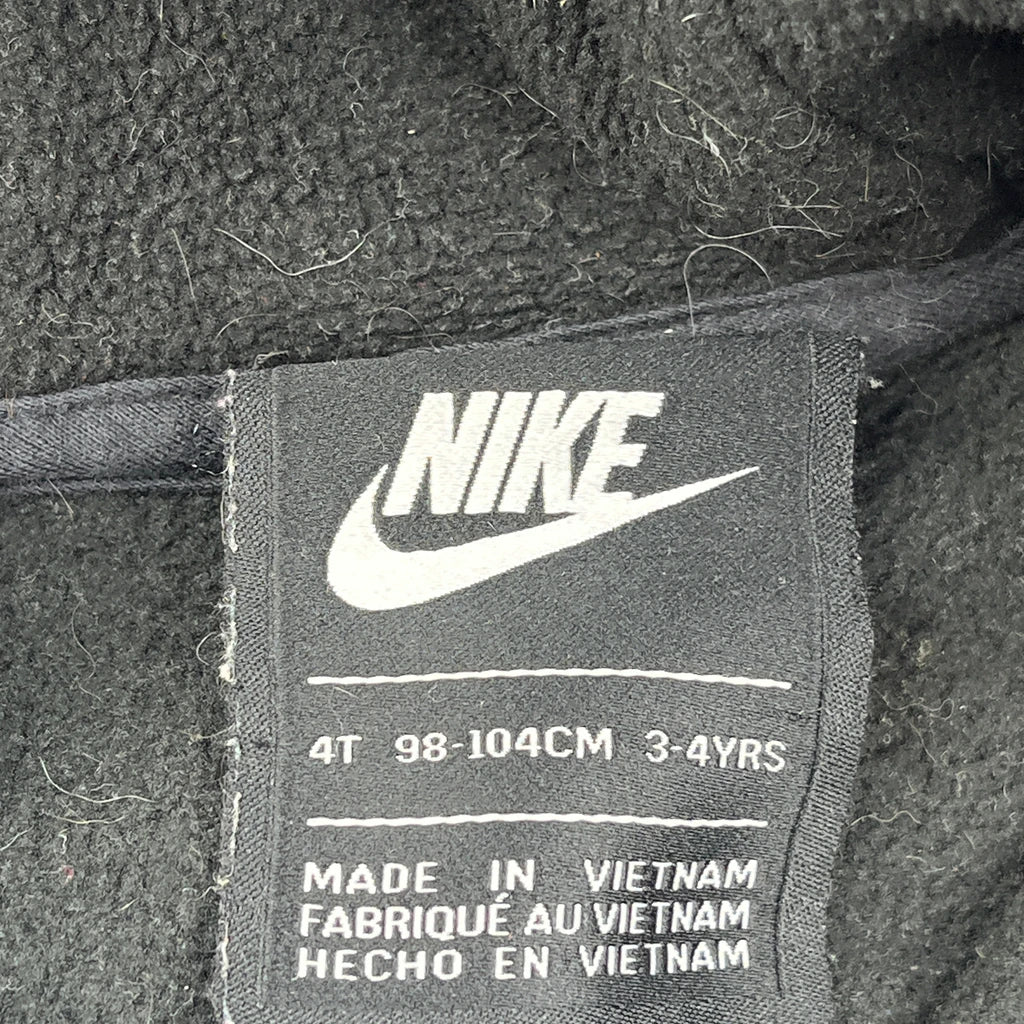 NIKE
4T 98-104CM 3-4YRS
MADE IN VIETNAM
FABRIQUÉ AU VIETNAM
HECHO EN VIETNAM